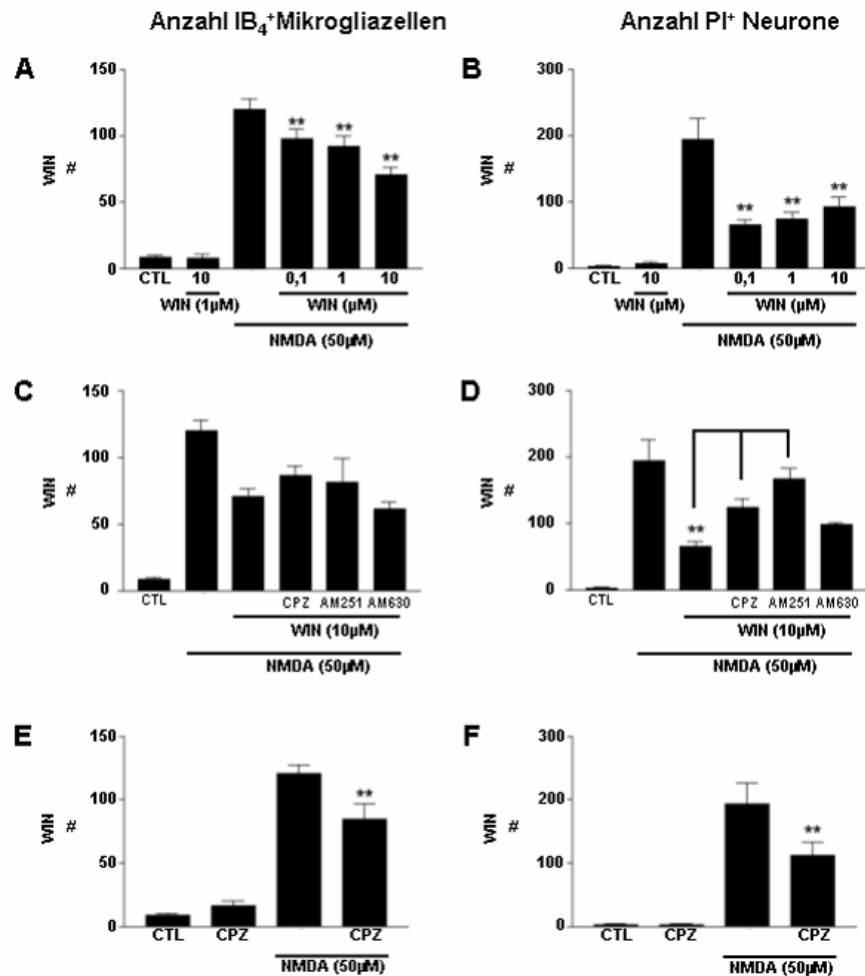 Anzahl IB₄⁺Mikrogliazellen
Anzahl PI⁺ Neurone
A
150
100
50
0
WIN
#
**
**
**
CTL 10 0,1 1 10
WIN (1µM) WIN (µM)
NMDA (50µM)
B
300
200
100
0
WIN
#
**
**
**
CTL 10 0,1 1 10
WIN (µM) WIN (µM)
NMDA (50µM)
C
150
100
50
0
WIN
#
CTL CPZ AM251 AM630
WIN (10µM)
NMDA (50µM)
D
300
200
100
0
WIN
#
**
CTL CPZ AM251 AM630
WIN (10µM)
NMDA (50µM)
E
150
100
50
0
WIN
#
**
CTL CPZ CPZ
NMDA (50µM)
F
300
200
100
0
WIN
#
**
CTL CPZ CPZ
NMDA (50µM)